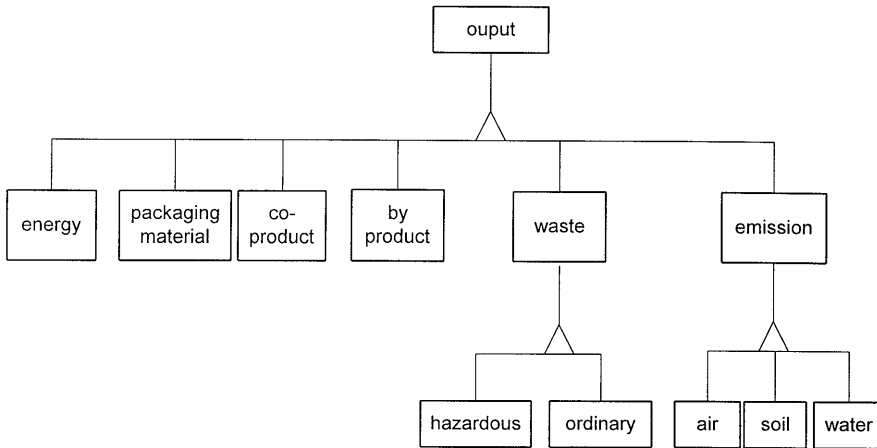 ouput
energy
packaging
material
co-
product
by
product
waste
emission
hazardous
ordinary
air
soil
water